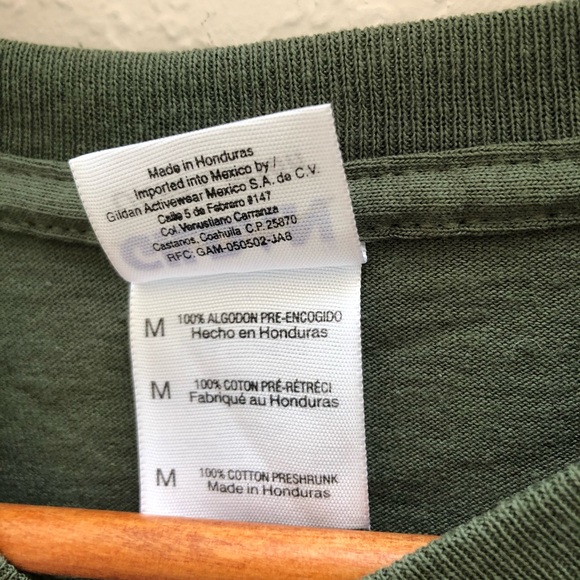 Made in Honduras
Imported into Mexico by /
Gildan Activewear Mexico S.A. de C.V.
Calle 5 de Febrero #147
Col. Venustiano Carranza
Castanos, Coahuila C.P. 25870
RFC: GAM-050502-JA8
M 100% ALGODON PRE-ENCOGIDO
Hecho en Honduras
M 100% COTON PRÉ-RÉTRÉCI
Fabriqué au Honduras
M 100% COTTON PRESHRUNK
Made in Honduras